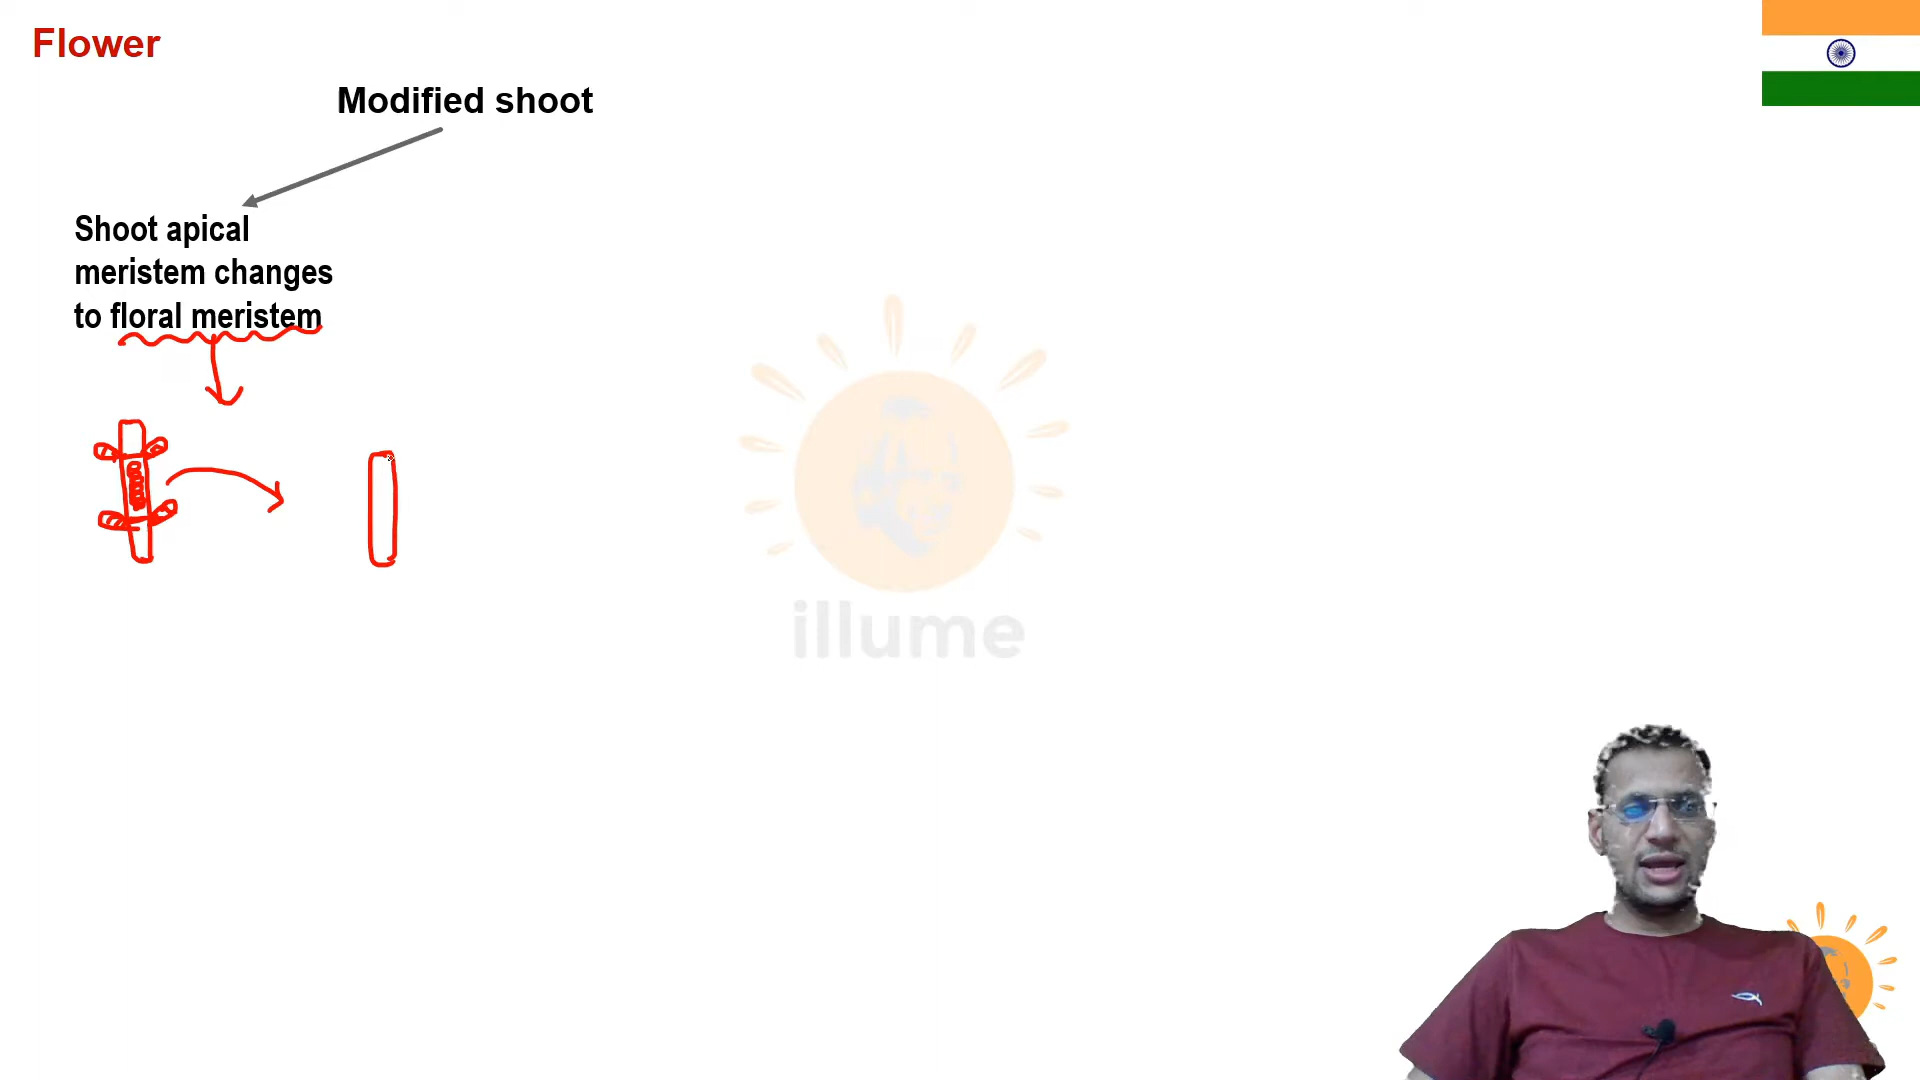 Flower
Modified shoot
Shoot apical
meristem changes
to floral meristem
illume